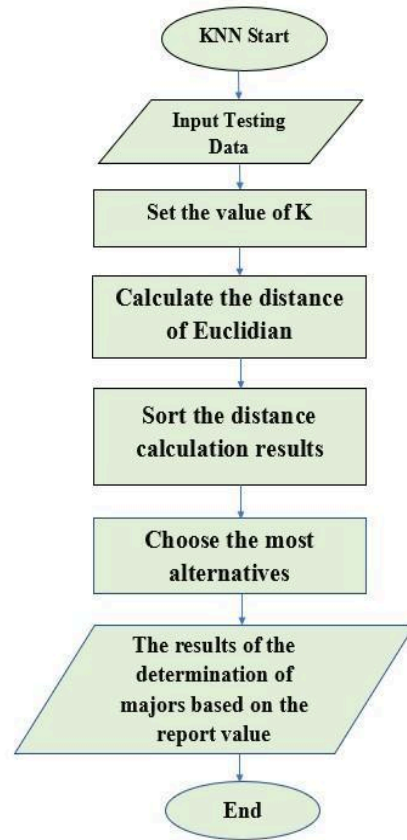 KNN Start
Input Testing
Data
Set the value of K
Calculate the distance
of Euclidian
Sort the distance
calculation results
Choose the most
alternatives
The results of the
determination of
majors based on the
report value
End